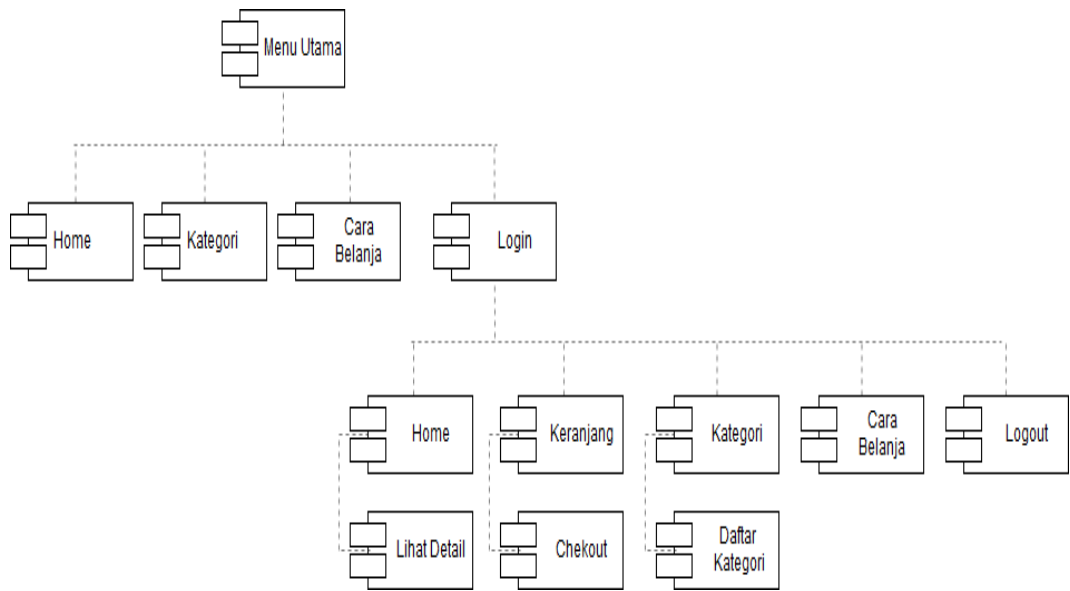 Menu Utama
Home
Kategori
Cara
Belanja
Login
Home
Keranjang
Kategori
Cara
Belanja
Logout
Lihat Detail
Chekout
Daftar
Kategori